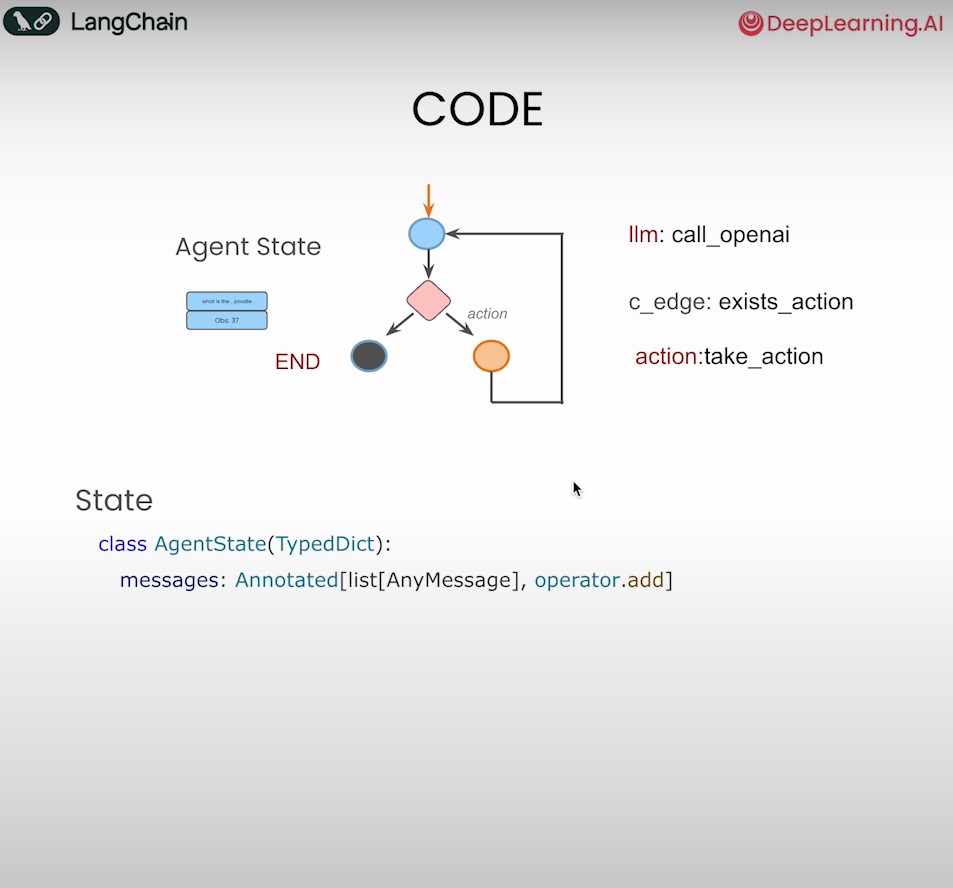 LangChain
DeepLearning.AI
CODE
Agent State
what is the . poodle
Obs: 37
END
action
llm: call_openai
c_edge: exists_action
action:take_action
State
class AgentState(TypedDict):
messages: Annotated[list[AnyMessage], operator.add]